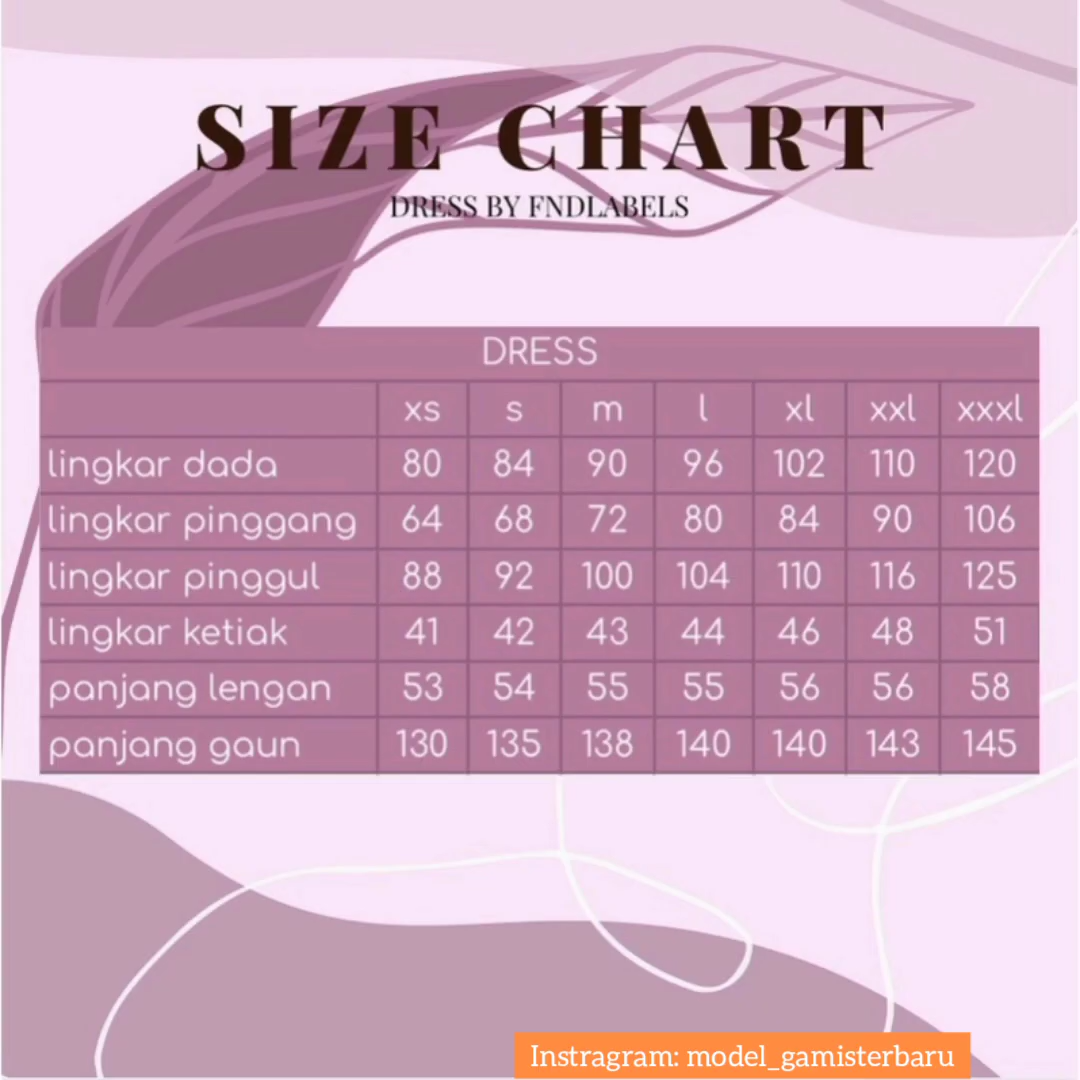 SIZE CHART
DRESS BY FNDLABELS
DRESS
xs s m l xl xxl xxxl
lingkar dada 80 84 90 96 102 110 120
lingkar pinggang 64 68 72 80 84 90 106
lingkar pinggul 88 92 100 104 110 116 125
lingkar ketiak 41 42 43 44 46 48 51
panjang lengan 53 54 55 55 56 56 58
panjang gaun 130 135 138 140 140 143 145
Instragram: model_gamisterbaru